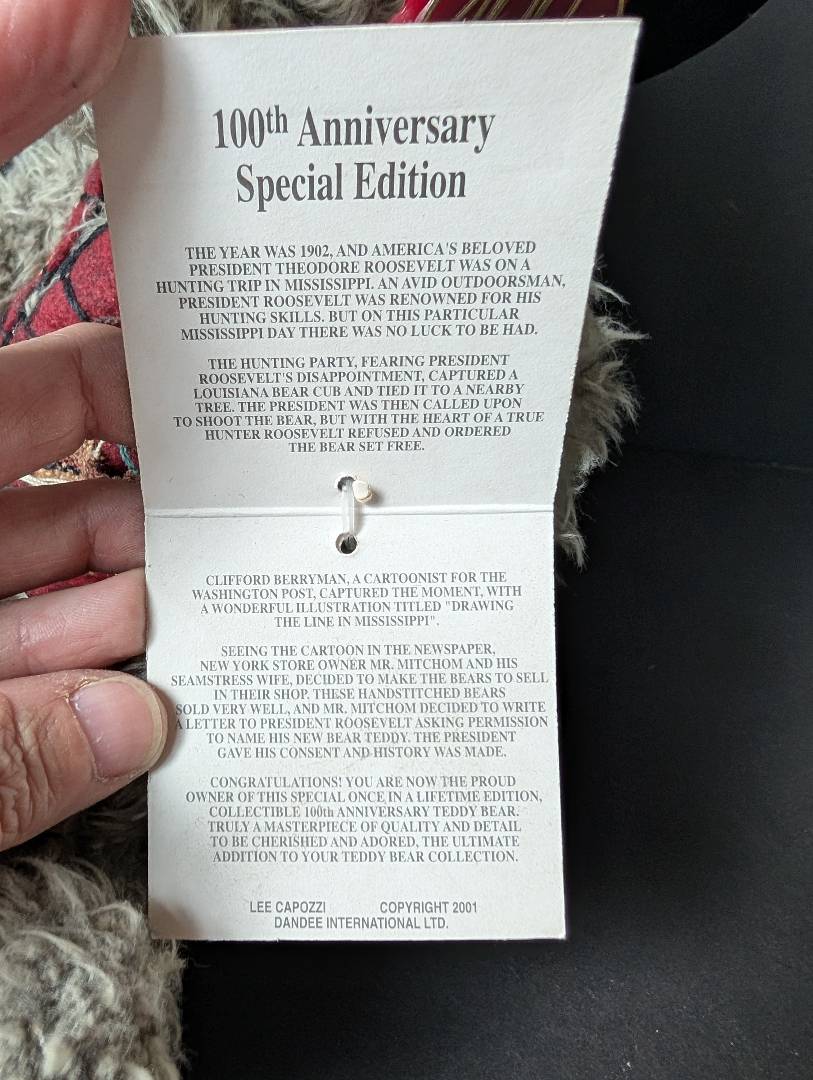 100th Anniversary
Special Edition
THE YEAR WAS 1902, AND AMERICA'S BELOVED
PRESIDENT THEODORE ROOSEVELT WAS ON A
HUNTING TRIP IN MISSISSIPPI. AN AVID OUTDOORSMAN,
PRESIDENT ROOSEVELT WAS RENOWNED FOR HIS
HUNTING SKILLS. BUT ON THIS PARTICULAR
MISSISSIPPI DAY THERE WAS NO LUCK TO BE HAD.
THE HUNTING PARTY, FEARING PRESIDENT
ROOSEVELT'S DISAPPOINTMENT, CAPTURED A
LOUISIANA BEAR CUB AND TIED IT TO A NEARBY
TREE. THE PRESIDENT WAS THEN CALLED UPON
TO SHOOT THE BEAR, BUT WITH THE HEART OF A TRUE
HUNTER ROOSEVELT REFUSED AND ORDERED
THE BEAR SET FREE.
CLIFFORD BERRYMAN, A CARTOONIST FOR THE
WASHINGTON POST, CAPTURED THE MOMENT, WITH
A WONDERFUL ILLUSTRATION TITLED "DRAWING
THE LINE IN MISSISSIPPI".
SEEING THE CARTOON IN THE NEWSPAPER,
NEW YORK STORE OWNER MR. MITCHOM AND HIS
SEAMSTRESS WIFE, DECIDED TO MAKE THE BEARS TO SELL
IN THEIR SHOP. THESE HANDSTITCHED BEARS
SOLD VERY WELL, AND MR. MITCHOM DECIDED TO WRITE
A LETTER TO PRESIDENT ROOSEVELT ASKING PERMISSION
TO NAME HIS NEW BEAR TEDDY. THE PRESIDENT
GAVE HIS CONSENT AND HISTORY WAS MADE.
CONGRATULATIONS! YOU ARE NOW THE PROUD
OWNER OF THIS SPECIAL ONCE IN A LIFETIME EDITION,
COLLECTIBLE 100th ANNIVERSARY TEDDY BEAR.
TRULY A MASTERPIECE OF QUALITY AND DETAIL
TO BE CHERISHED AND ADORED, THE ULTIMATE
ADDITION TO YOUR TEDDY BEAR COLLECTION.
LEE CAPOZZI COPYRIGHT 2001
DANDEE INTERNATIONAL LTD.